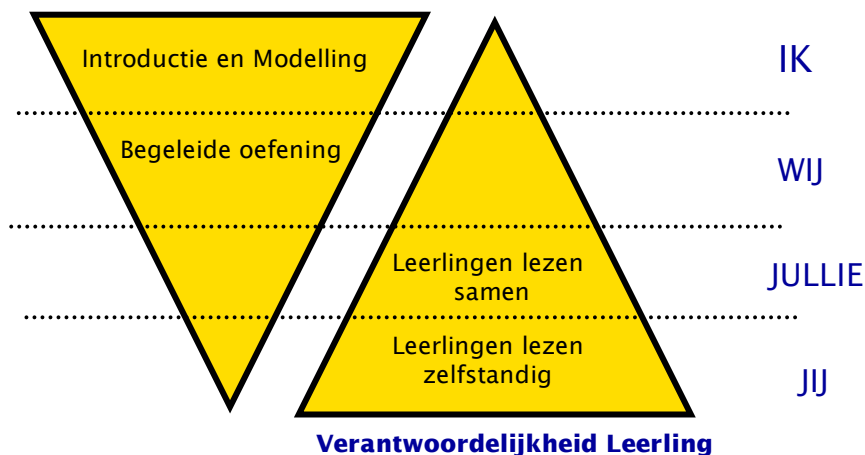 Introductie en Modelling
IK
Begeleide oefening
WIJ
Leerlingen lezen
samen
JULLIE
Leerlingen lezen
zelfstandig
JIJ
Verantwoordelijkheid Leerling